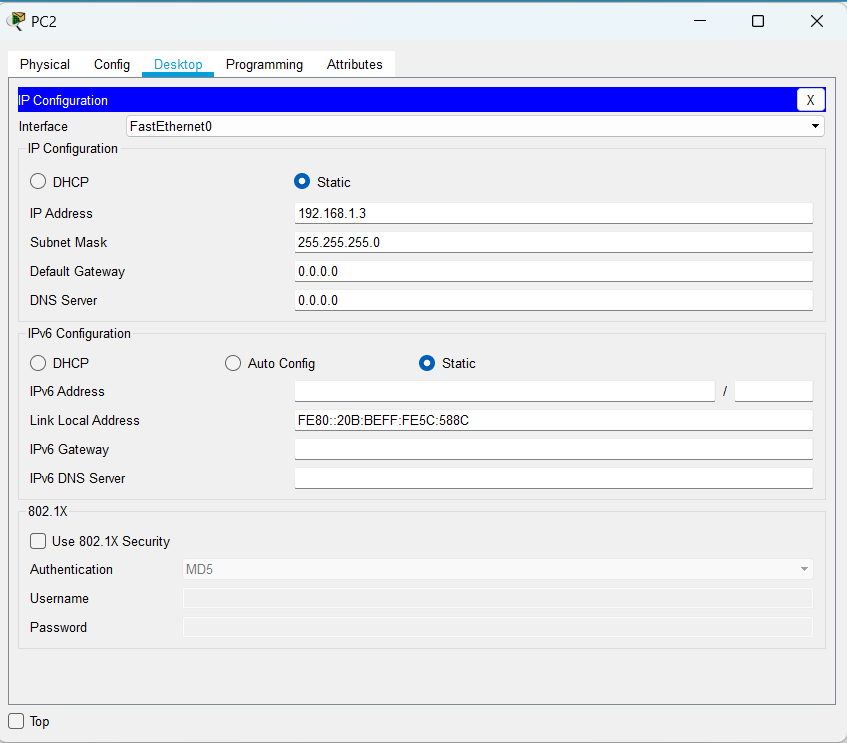 PC2
Physical Config Desktop Programming Attributes
IP Configuration X
Interface FastEthernet0
IP Configuration
DHCP Static
IP Address 192.168.1.3
Subnet Mask 255.255.255.0
Default Gateway 0.0.0.0
DNS Server 0.0.0.0
IPv6 Configuration
DHCP Auto Config Static
IPv6 Address /
Link Local Address FE80::20B:BEFF:FE5C:588C
IPv6 Gateway
IPv6 DNS Server
802.1X
Use 802.1X Security
Authentication MD5
Username
Password
Top